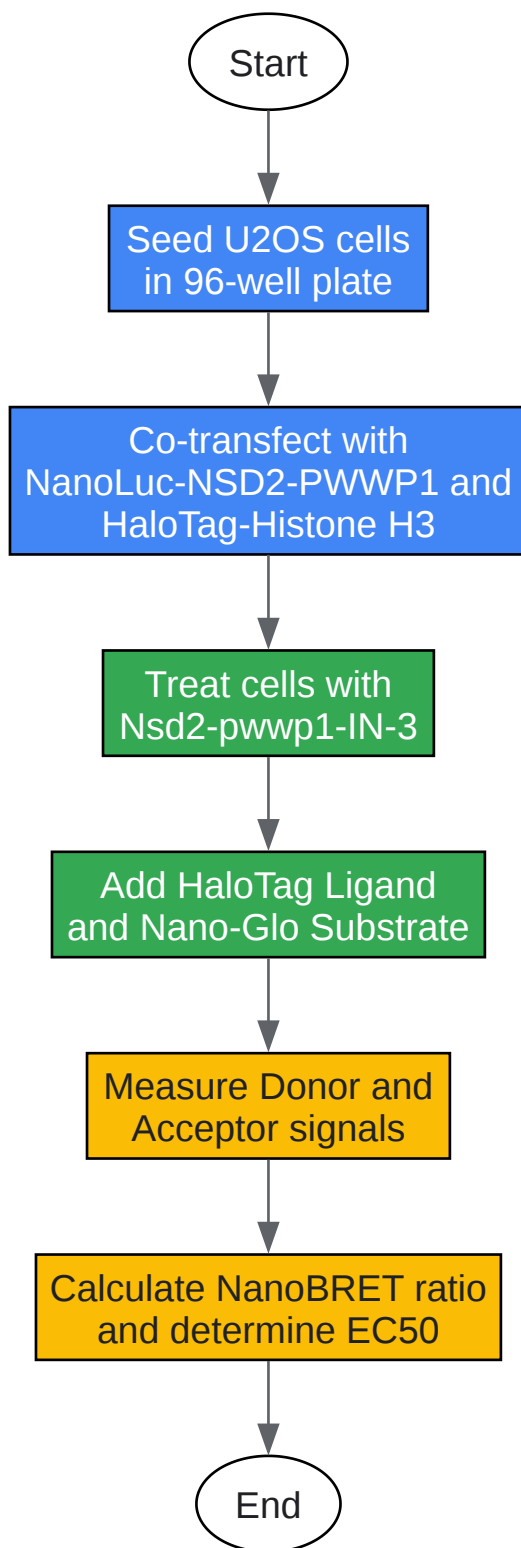 Start
Seed U2OS cells
in 96-well plate
Co-transfect with
NanoLuc-NSD2-PWWP1 and
HaloTag-Histone H3
Treat cells with
Nsd2-pwwp1-IN-3
Add HaloTag Ligand
and Nano-Glo Substrate
Measure Donor and
Acceptor signals
Calculate NanoBRET ratio
and determine EC50
End